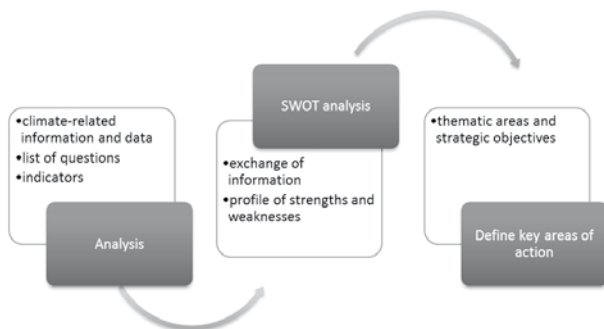 •climate-related
information and data
•list of questions
•indicators
Analysis
SWOT analysis
•exchange of
information
•profile of strengths and
weaknesses
•thematic areas and
strategic objectives
Define key areas of
action